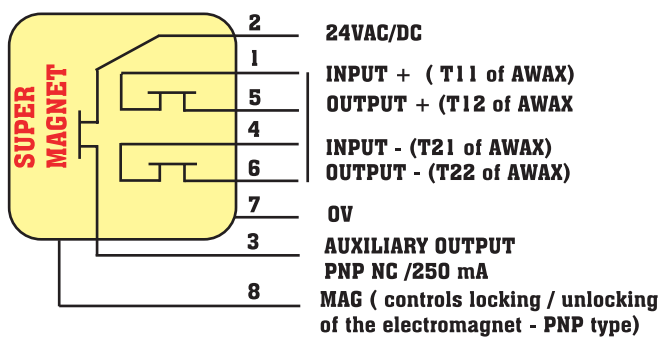 SUPER
MAGNET
2 24VAC/DC
1 INPUT + ( T11 of AWAX)
5 OUTPUT + (T12 of AWAX
4 INPUT - (T21 of AWAX)
6 OUTPUT - (T22 of AWAX)
7 0V
3 AUXILIARY OUTPUT
PNP NC /250 mA
8 MAG ( controls locking / unlocking
of the electromagnet - PNP type)